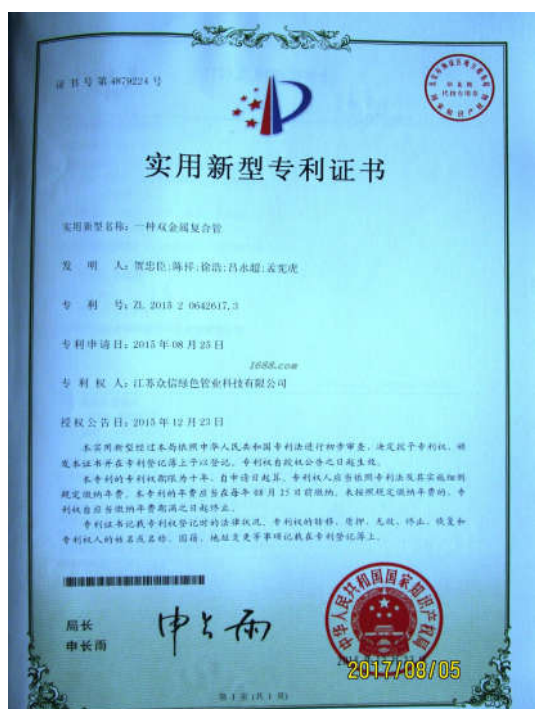 证书号第4879224号
实用新型专利证书
实用新型名称：一种双金属复合管
发 明 人：贺忠臣;陈梓;徐浩;吕永超;孟宪虎
专 利 号：ZL 2015 2 0642617.3
专利申请日：2015年08月25日
1688.com
专 利 权 人：江苏众信绿色管业科技有限公司
授权公告日：2015年12月23日
本实用新型经过本局依照中华人民共和国专利法进行初步审查，决定授予专利权，颁
发本证书并在专利登记簿上予以登记。专利权自授权公告之日起生效。
本专利的专利权期限为十年，自申请日起算。专利权人应当依照专利法及其实施细则
规定缴纳年费。本专利的年费应当在每年08月25日前缴纳。未按照规定缴纳年费的，专
利权自应当缴纳年费期满之日起终止。
专利证书记载专利权登记时的法律状况。专利权的转移、质押、无效、终止、恢复和
专利权人的姓名或名称、国籍、地址变更等事项记载在专利登记簿上。
局长
申长雨
申长雨
中华人民共和国国家知识产权局
2017/08/05
第1页(共1页)